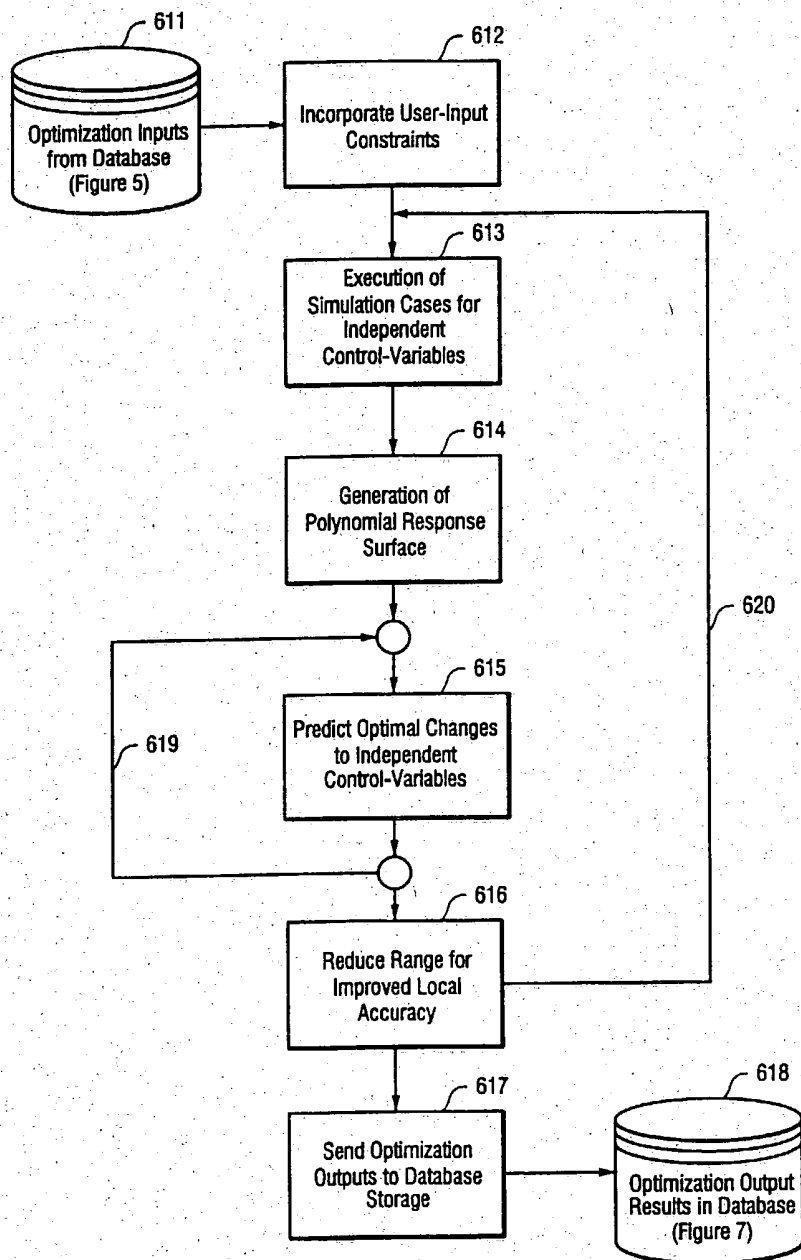 611
Optimization Inputs
from Database
(Figure 5)
612
Incorporate User-Input
Constraints
613
Execution of
Simulation Cases for
Independent
Control-Variables
614
Generation of
Polynomial Response
Surface
620
615
Predict Optimal Changes
to Independent
Control-Variables
619
616
Reduce Range for
Improved Local
Accuracy
617
Send Optimization
Outputs to Database
Storage
618
Optimization Output
Results in Database
(Figure 7)